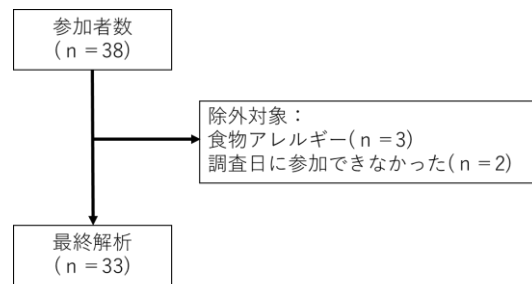 参加者数
(ｎ＝38)
除外対象：
食物アレルギー(ｎ＝3)
調査日に参加できなかった(ｎ＝2)
最終解析
(ｎ＝33)